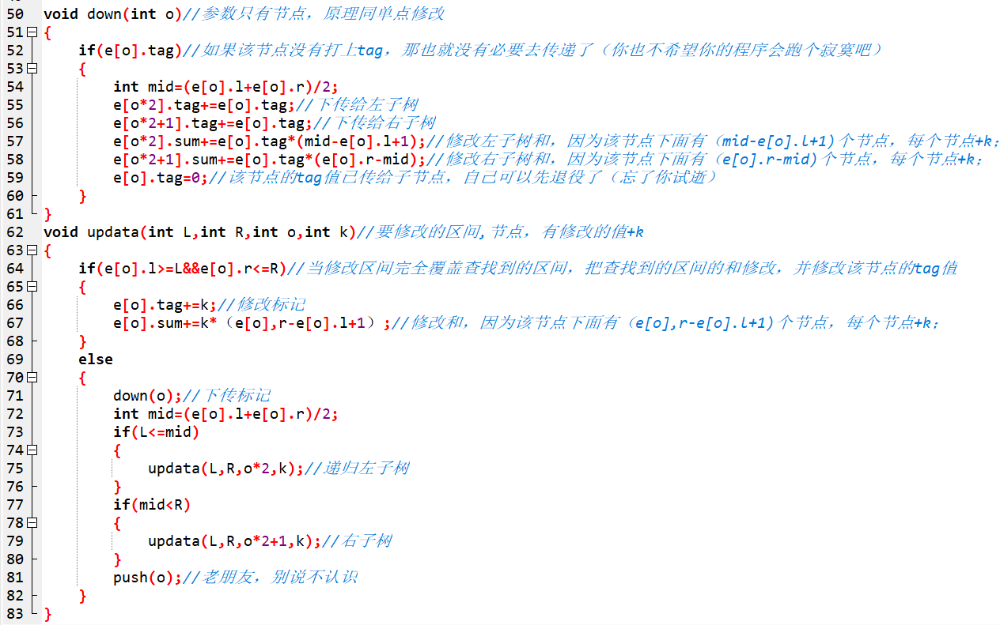 50 void down(int o)//参数只有节点，原理同单点修改
51 {
52 if(e[o].tag)//如果该节点没有打上tag，那也就没有必要去传递了（你也不希望你的程序会跑个寂寞吧）
53 {
54 int mid=(e[o].l+e[o].r)/2;
55 e[o*2].tag+=e[o].tag;//下传给左子树
56 e[o*2+1].tag+=e[o].tag;//下传给右子树
57 e[o*2].sum+=e[o].tag*(mid-e[o].l+1);//修改左子树和，因为该节点下面有（mid-e[o].l+1)个节点，每个节点+k；
58 e[o*2+1].sum+=e[o].tag*(e[o].r-mid);//修改右子树和，因为该节点下面有（e[o].r-mid)个节点，每个节点+k；
59 e[o].tag=0;//该节点的tag值已传给子节点，自己可以先退役了（忘了你试逝）
60 }
61 }
62 void updata(int L,int R,int o,int k)//要修改的区间,节点，有修改的值+k
63 {
64 if(e[o].l>=L&&e[o].r<=R)//当修改区间完全覆盖查找到的区间，把查找到的区间的和修改，并修改该节点的tag值
65 {
66 e[o].tag+=k;//修改标记
67 e[o].sum+=k*（e[o],r-e[o].l+1）;//修改和，因为该节点下面有（e[o],r-e[o].l+1)个节点，每个节点+k；
68 }
69 else
70 {
71 down(o);//下传标记
72 int mid=(e[o].l+e[o].r)/2;
73 if(L<=mid)
74 {
75 updata(L,R,o*2,k);//递归左子树
76 }
77 if(mid<R)
78 {
79 updata(L,R,o*2+1,k);//右子树
80 }
81 push(o);//老朋友，别说不认识
82 }
83 }